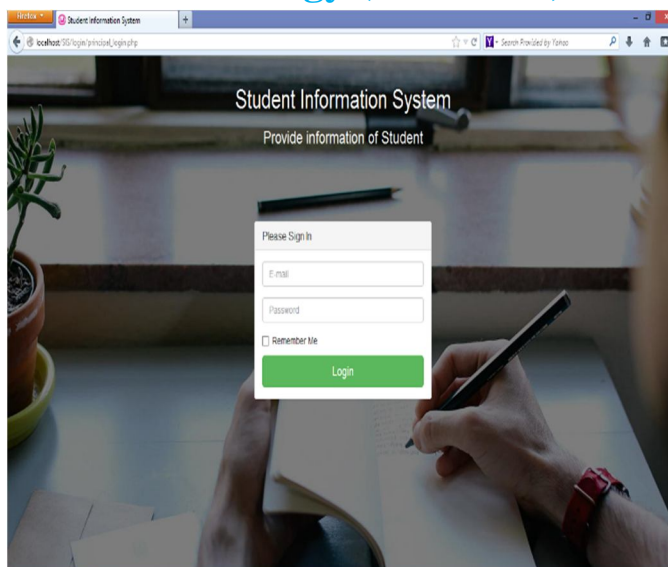 Firefox
Student Information System
localhost/SIS/login/principal_login.php
Search Provided by Yahoo
Student Information System
Provide information of Student
Please Sign In
E-mail
Password
Remember Me
Login